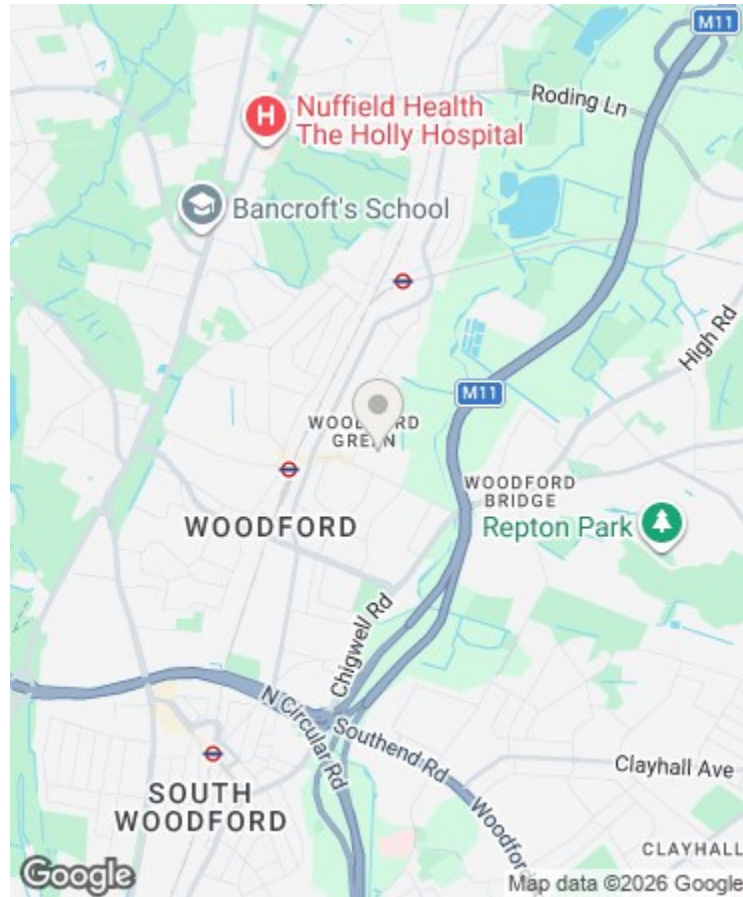 M11
Roding Ln
H
Nuffield Health
The Holly Hospital
Bancroft's School
High Rd
M11
WOODFORD
GREEN
WOODFORD
BRIDGE
WOODFORD
Repton Park
Chigwell Rd
N Circular Rd
Southend Rd
Clayhall Ave
SOUTH
WOODFORD
CLAYHALL
Google
Map data ©2026 Google